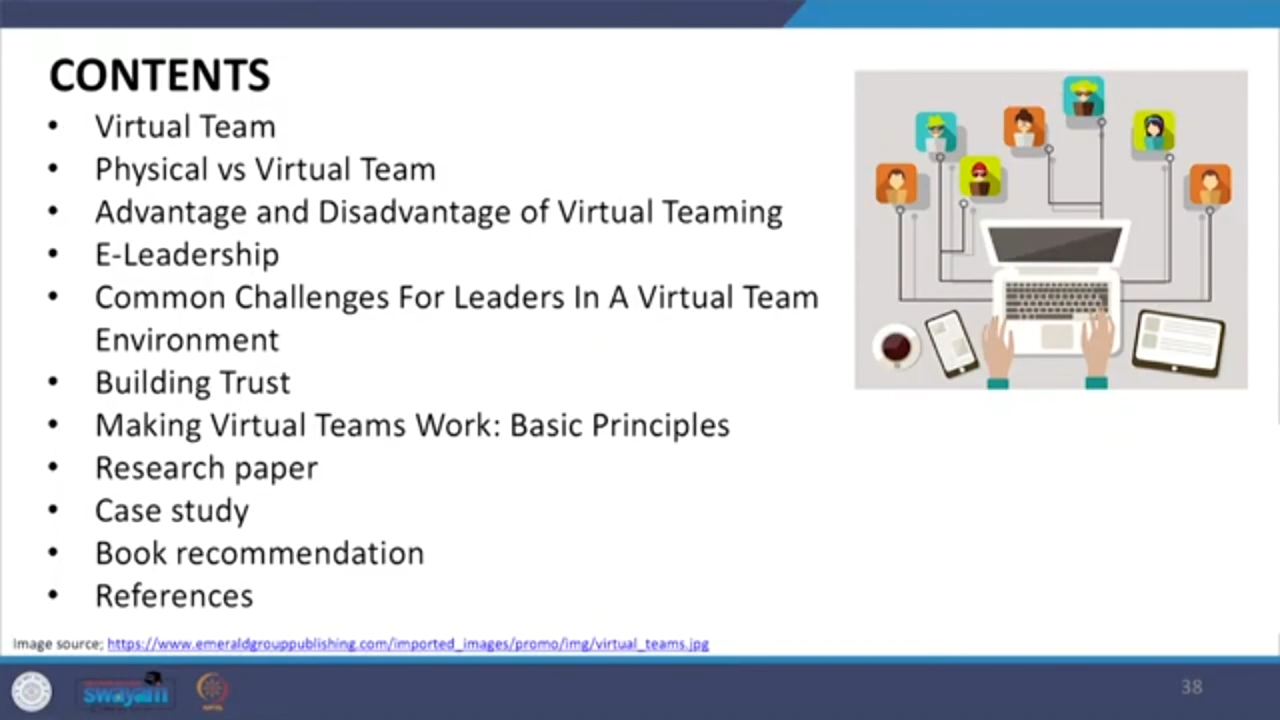 CONTENTS
• Virtual Team
• Physical vs Virtual Team
• Advantage and Disadvantage of Virtual Teaming
• E-Leadership
• Common Challenges For Leaders In A Virtual Team
Environment
• Building Trust
• Making Virtual Teams Work: Basic Principles
• Research paper
• Case study
• Book recommendation
• References
Image source; https://www.emeraldgrouppublishing.com/imported_images/promo/img/virtual_teams.jpg
swayam
38